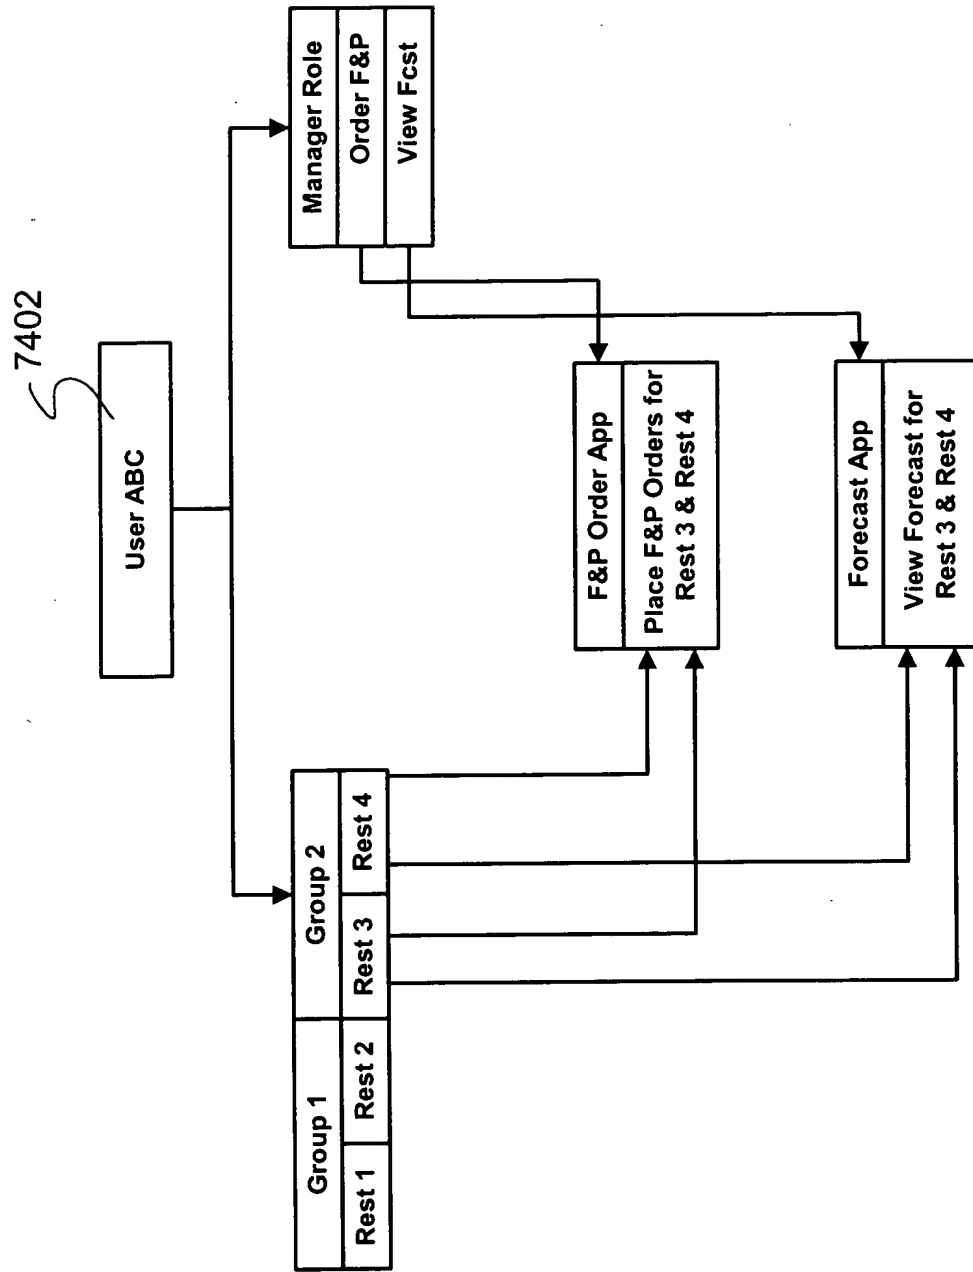 7402
User ABC
Group 1
Group 2
Rest 1
Rest 2
Rest 3
Rest 4
Manager Role
Order F&P
View Fcst
F&P Order App
Place F&P Orders for
Rest 3 & Rest 4
Forecast App
View Forecast for
Rest 3 & Rest 4